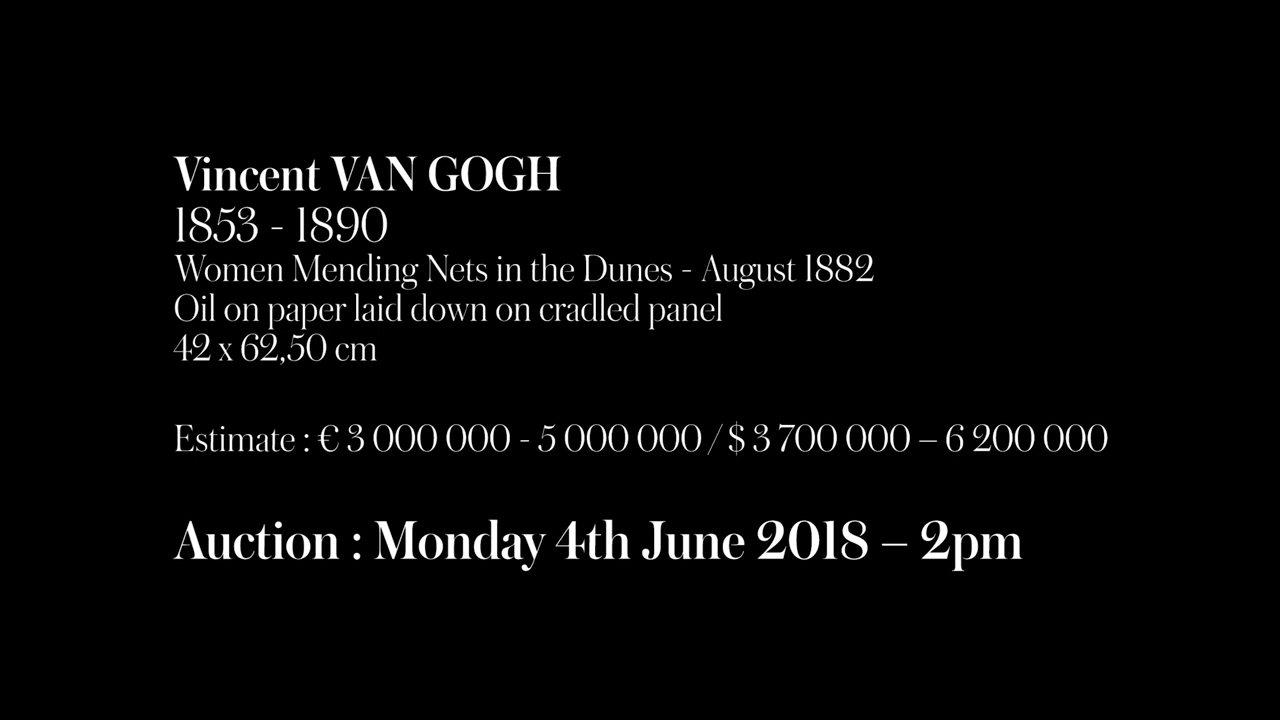 Vincent VAN GOGH
1853 - 1890
Women Mending Nets in the Dunes - August 1882
Oil on paper laid down on cradled panel
42 x 62,50 cm
Estimate : € 3 000 000 - 5 000 000 / $ 3 700 000 – 6 200 000
Auction : Monday 4th June 2018 – 2pm